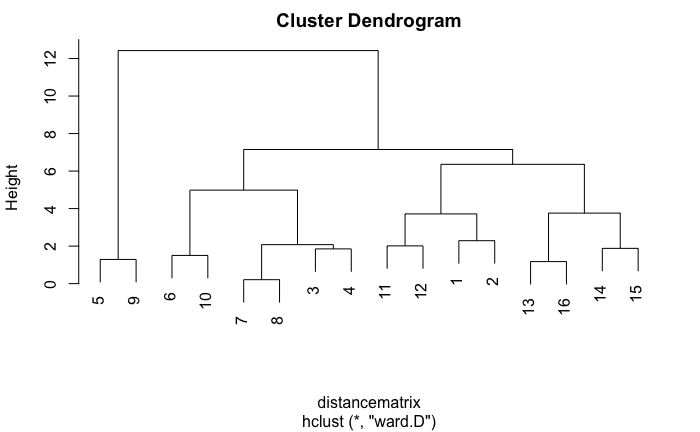 Cluster Dendrogram
Height
0 2 4 6 8 10 12
5 9 6 10 7 8 3 4 11 12 1 2 13 16 14 15
distancematrix
hclust (*, "ward.D")